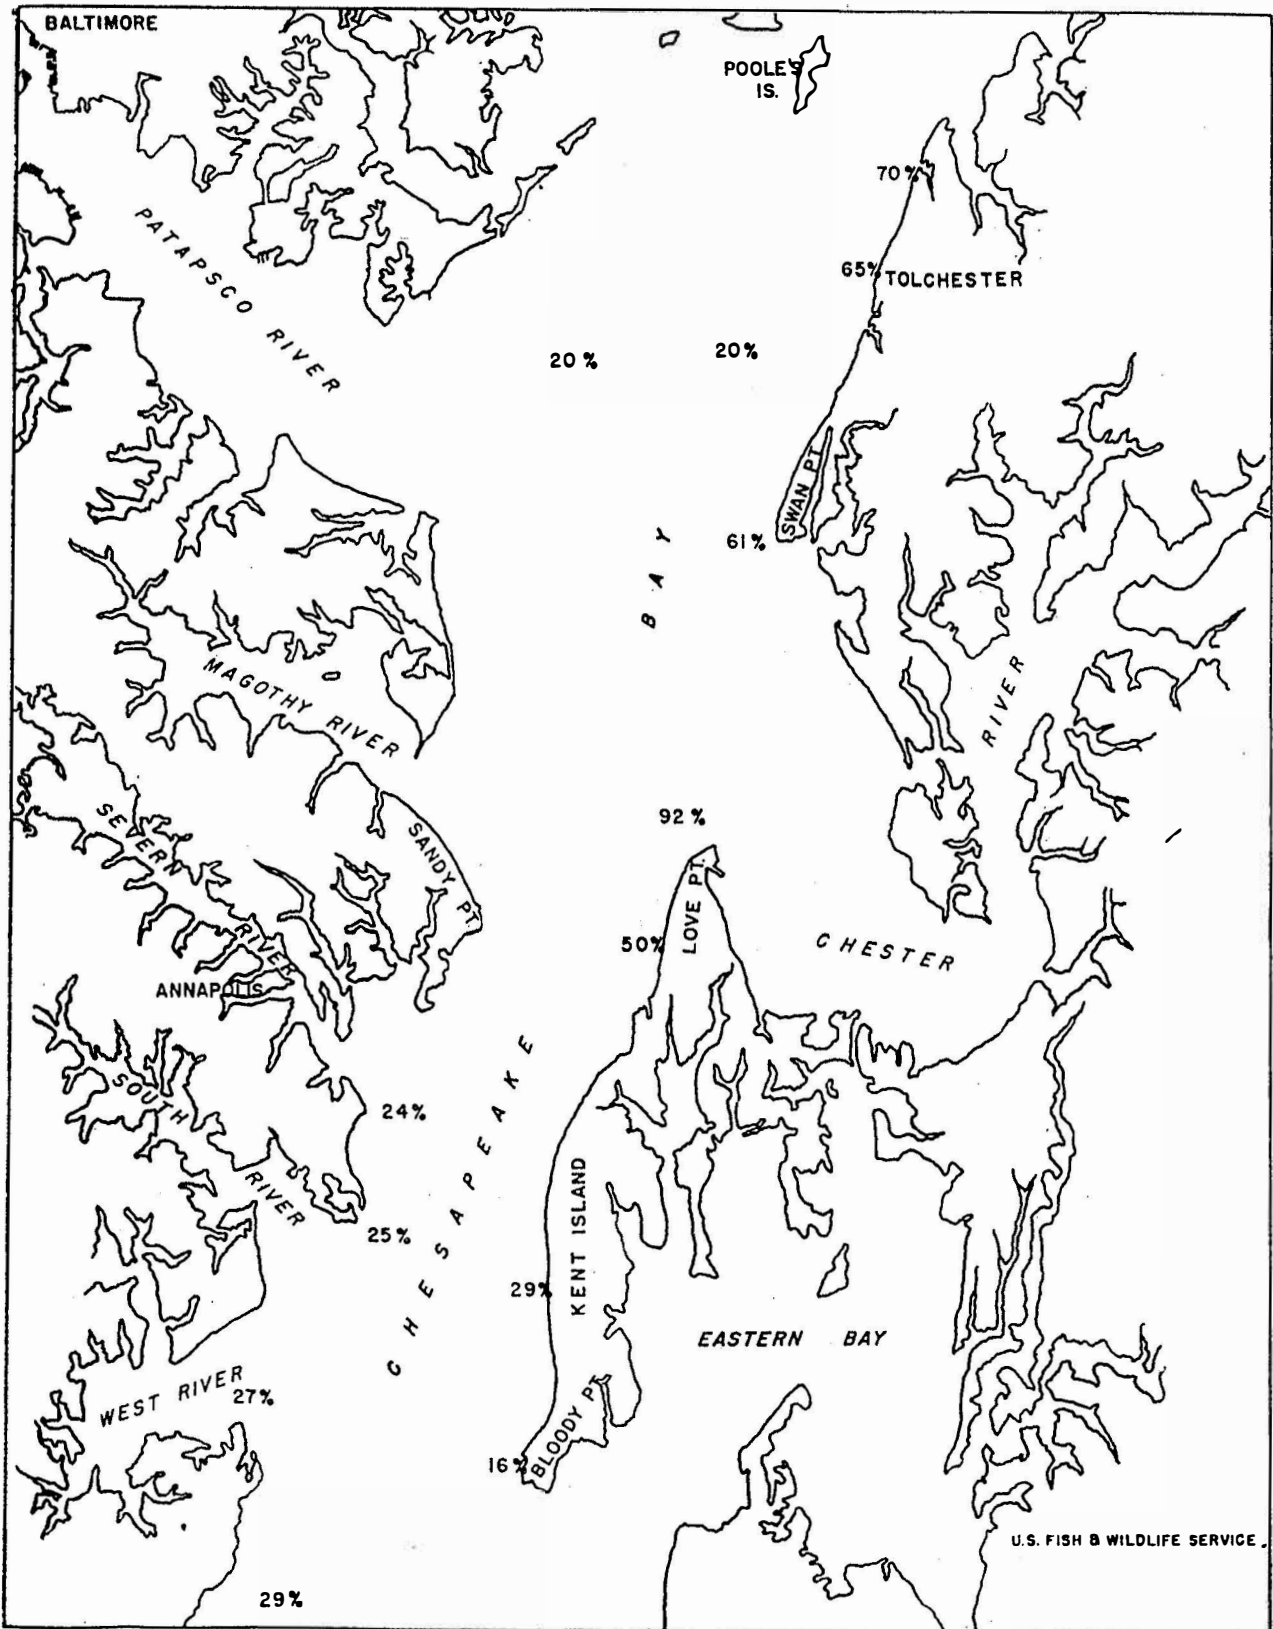 BALTIMORE
POOLE'S
IS.
70%
PATAPSCO RIVER
65% TOLCHESTER
20%
20%
SWAN PT.
61%
BAY
MAGOTHY RIVER
RIVER
92%
SEVERN
SANDY PT.
LOVE PT.
50%
RIVER
CHESTER
ANNAPOLIS
SOUTH
24%
CHESAPEAKE
RIVER
KENT ISLAND
25%
29%
EASTERN BAY
WEST RIVER
27%
BLOODY PT.
16%
U.S. FISH & WILDLIFE SERVICE.
29%